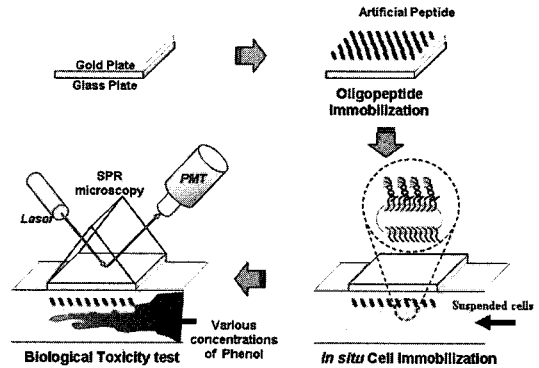 Gold Plate
Glass Plate
Artificial Peptide
Oligopeptide
Immobilization
Suspended cells
In situ Cell Immobilization
SPR
microscopy
PMT
Laser
Various
concentrations
of Phenol
Biological Toxicity test